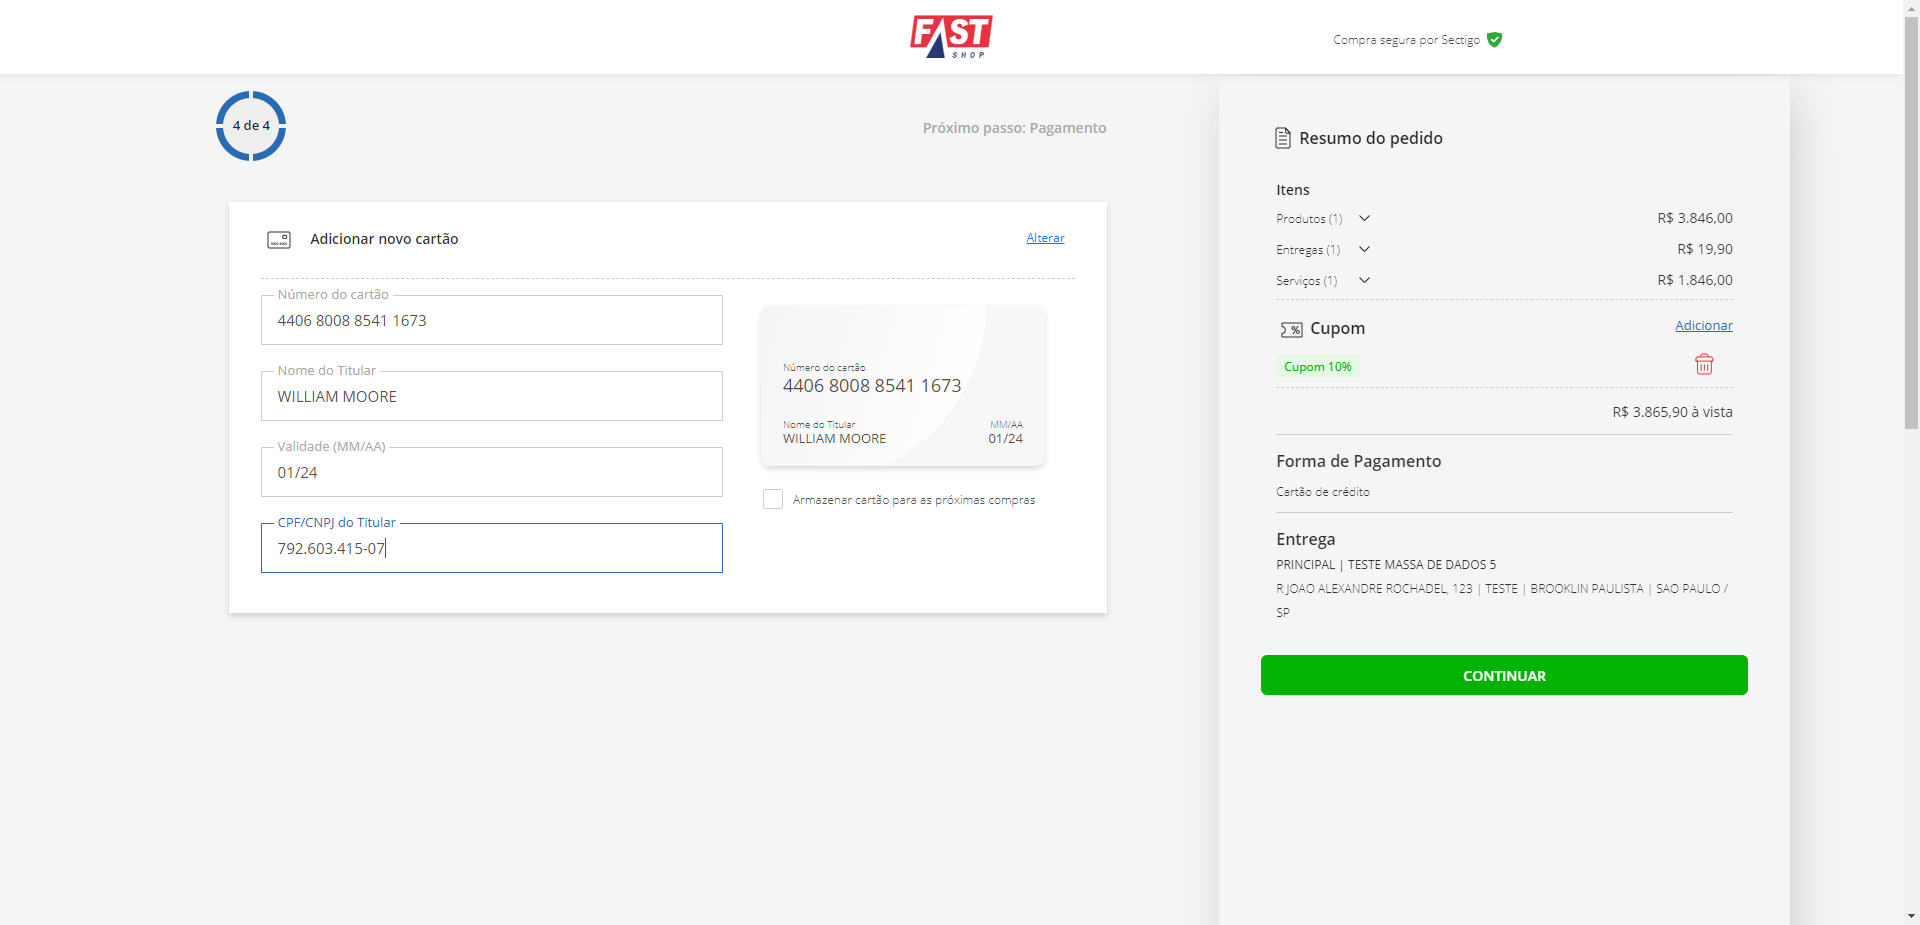 FAST
SHOP
Compra segura por Sectigo
4 de 4
Próximo passo: Pagamento
Adicionar novo cartão
Alterar
Número do cartão
4406 8008 8541 1673
Nome do Titular
WILLIAM MOORE
Validade (MM/AA)
01/24
CPF/CNPJ do Titular
792.603.415-07
Número do cartão
4406 8008 8541 1673
Nome do Titular
MM/AA
WILLIAM MOORE
01/24
Armazenar cartão para as próximas compras
Resumo do pedido
Itens
Produtos (1) R$ 3.846,00
Entregas (1) R$ 19,90
Serviços (1) R$ 1.846,00
% Cupom
Adicionar
Cupom 10%
R$ 3.865,90 à vista
Forma de Pagamento
Cartão de crédito
Entrega
PRINCIPAL | TESTE MASSA DE DADOS 5
R JOAO ALEXANDRE ROCHADEL, 123 | TESTE | BROOKLIN PAULISTA | SAO PAULO /
SP
CONTINUAR